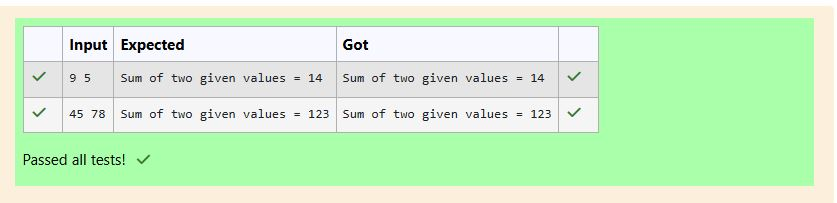 Input Expected Got
9 5 Sum of two given values = 14 Sum of two given values = 14
45 78 Sum of two given values = 123 Sum of two given values = 123
Passed all tests!